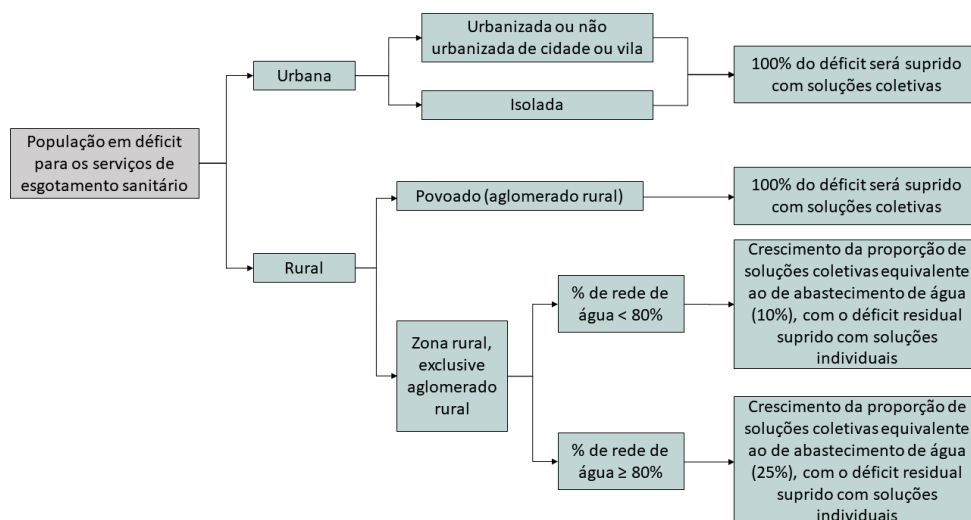 População em déficit
para os serviços de
esgotamento sanitário
Urbana
Urbanizada ou não
urbanizada de cidade ou vila
Isolada
100% do déficit será suprido
com soluções coletivas
Rural
Povoado (aglomerado rural)
100% do déficit será suprido
com soluções coletivas
Zona rural,
exclusive
aglomerado
rural
% de rede de
água < 80%
Crescimento da proporção de
soluções coletivas equivalente
ao de abastecimento de água
(10%), com o déficit residual
suprido com soluções
individuais
% de rede de
água ≥ 80%
Crescimento da proporção de
soluções coletivas equivalente
ao de abastecimento de água
(25%), com o déficit residual
suprido com soluções
individuais